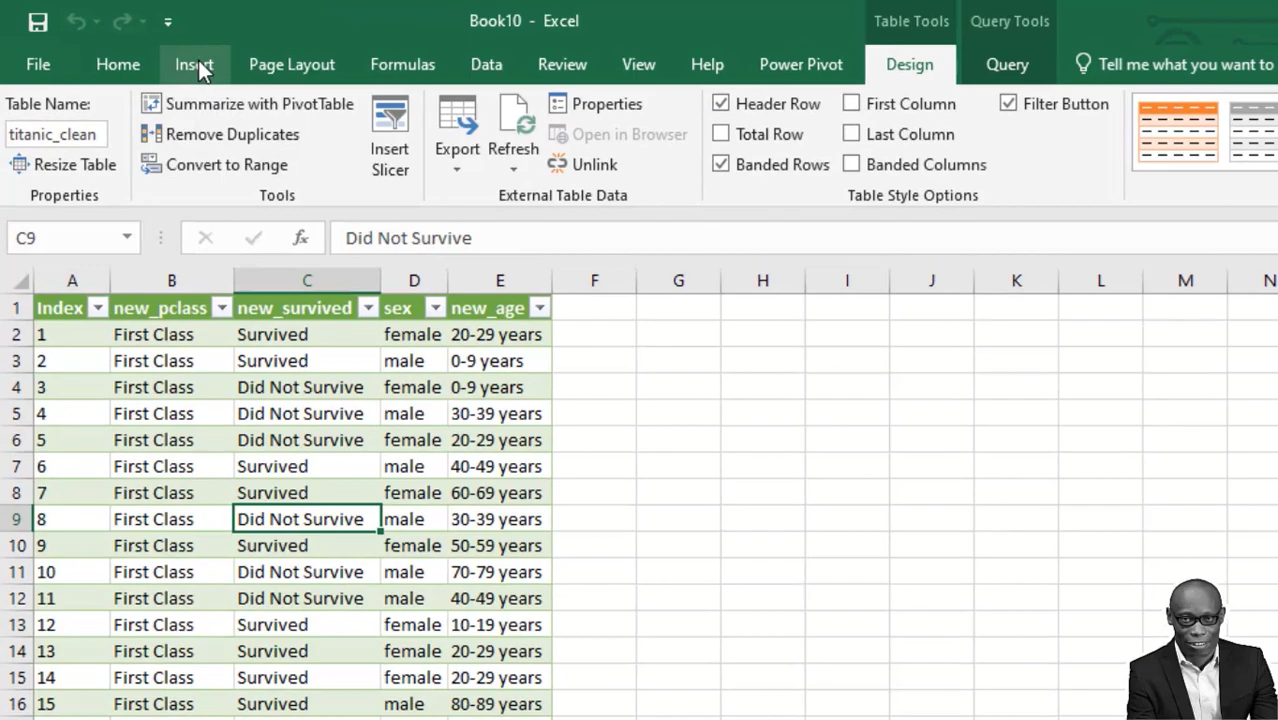 Book10 - Excel
Table Tools
Query Tools
File Home Insert Page Layout Formulas Data Review View Help Power Pivot Design Query Tell me what you want to
Table Name:
titanic_clean
Resize Table
Properties
Summarize with PivotTable
Remove Duplicates
Convert to Range
Tools
Insert
Slicer
Export
Refresh
Properties
Open in Browser
Unlink
External Table Data
Header Row First Column Filter Button
Total Row Last Column
Banded Rows Banded Columns
Table Style Options
C9 fx Did Not Survive
A B C D E F G H I J K L M N
1 Index new_pclass new_survived sex new_age
2 1 First Class Survived female 20-29 years
3 2 First Class Survived male 0-9 years
4 3 First Class Did Not Survive female 0-9 years
5 4 First Class Did Not Survive male 30-39 years
6 5 First Class Did Not Survive female 20-29 years
7 6 First Class Survived male 40-49 years
8 7 First Class Survived female 60-69 years
9 8 First Class Did Not Survive male 30-39 years
10 9 First Class Survived female 50-59 years
11 10 First Class Did Not Survive male 70-79 years
12 11 First Class Did Not Survive male 40-49 years
13 12 First Class Survived female 10-19 years
14 13 First Class Survived female 20-29 years
15 14 First Class Survived female 20-29 years
16 15 First Class Survived male 80-89 years